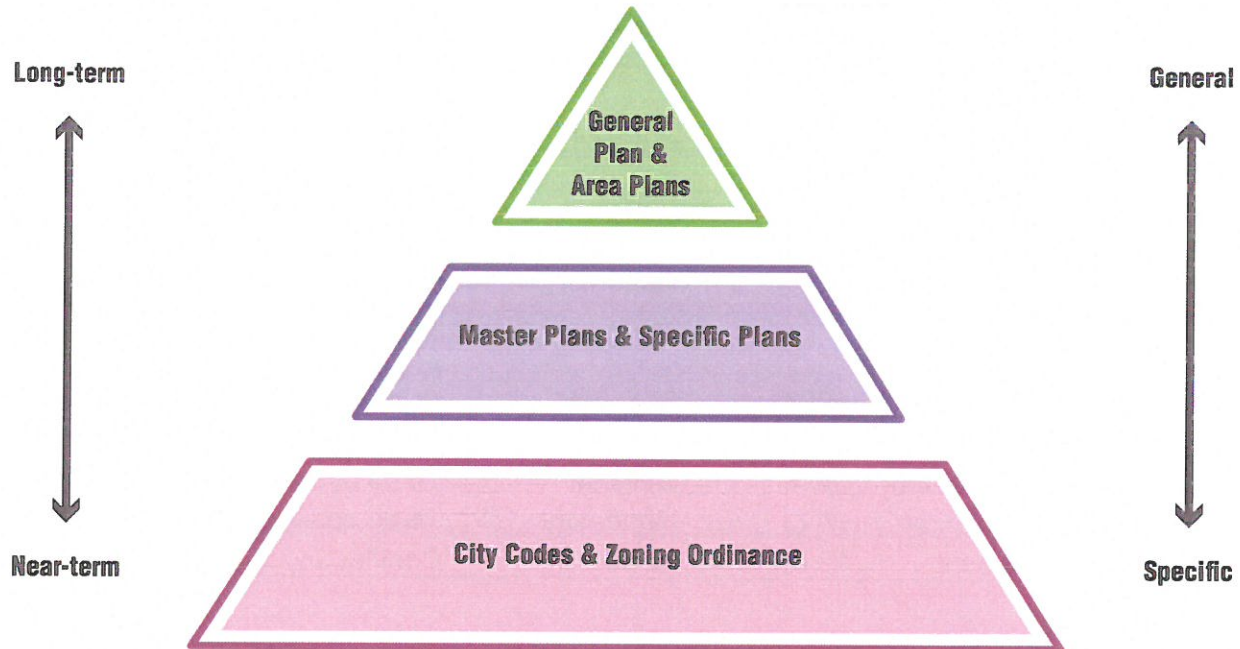 Long-term
General
General
Plan &
Area Plans
Master Plans & Specific Plans
City Codes & Zoning Ordinance
Near-term
Specific